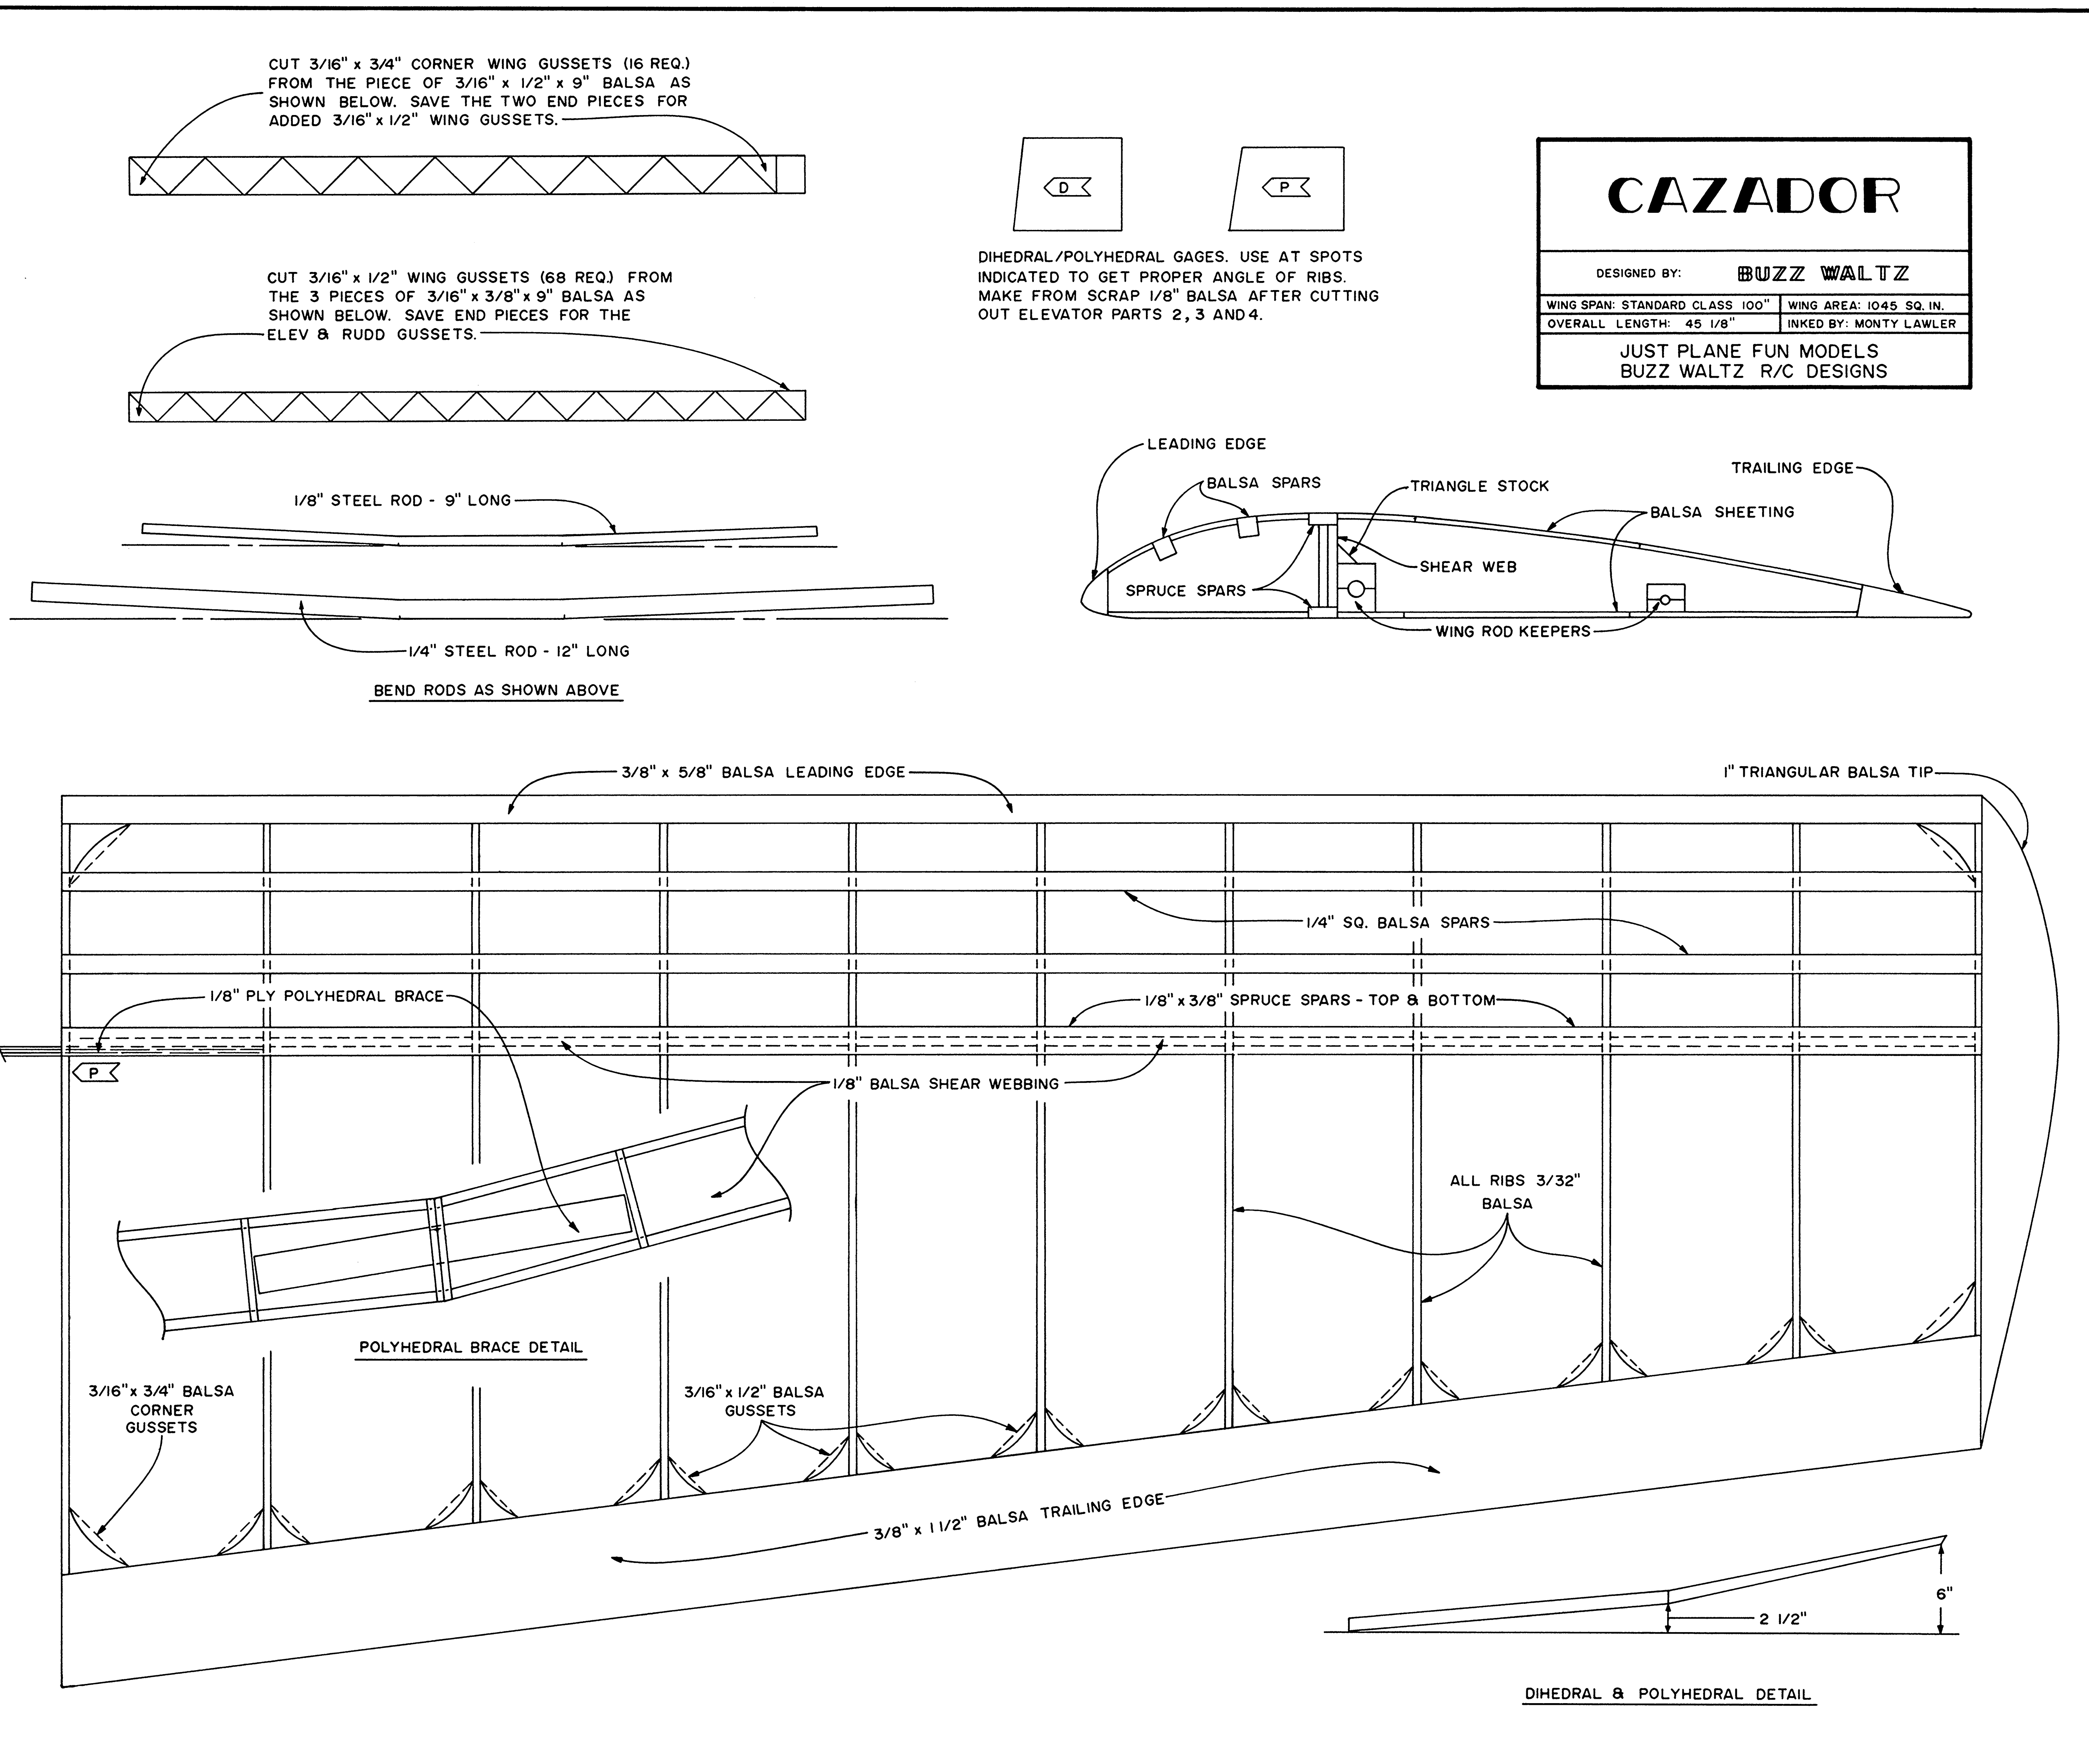 CUT 3/16" x 3/4" CORNER WING GUSSETS (16 REQ.)
FROM THE PIECE OF 3/16" x 1/2" x 9" BALSA AS
SHOWN BELOW. SAVE THE TWO END PIECES FOR
ADDED 3/16" x 1/2" WING GUSSETS.
CUT 3/16" x 1/2" WING GUSSETS (68 REQ.) FROM
THE 3 PIECES OF 3/16" x 3/8" x 9" BALSA AS
SHOWN BELOW. SAVE END PIECES FOR THE
ELEV & RUDD GUSSETS.
1/8" STEEL ROD - 9" LONG
1/4" STEEL ROD - 12" LONG
BEND RODS AS SHOWN ABOVE
D
P
DIHEDRAL/POLYHEDRAL GAGES. USE AT SPOTS
INDICATED TO GET PROPER ANGLE OF RIBS.
MAKE FROM SCRAP 1/8" BALSA AFTER CUTTING
OUT ELEVATOR PARTS 2, 3 AND 4.
CAZADOR
DESIGNED BY: BUZZ WALTZ
WING SPAN: STANDARD CLASS 100"
WING AREA: 1045 SQ. IN.
OVERALL LENGTH: 45 1/8"
INKED BY: MONTY LAWLER
JUST PLANE FUN MODELS
BUZZ WALTZ R/C DESIGNS
LEADING EDGE
BALSA SPARS
TRIANGLE STOCK
TRAILING EDGE
BALSA SHEETING
SHEAR WEB
SPRUCE SPARS
WING ROD KEEPERS
3/8" x 5/8" BALSA LEADING EDGE
1" TRIANGULAR BALSA TIP
1/4" SQ. BALSA SPARS
1/8" PLY POLYHEDRAL BRACE
1/8" x 3/8" SPRUCE SPARS - TOP & BOTTOM
P
1/8" BALSA SHEAR WEBBING
ALL RIBS 3/32"
BALSA
POLYHEDRAL BRACE DETAIL
3/16" x 3/4" BALSA
CORNER
GUSSETS
3/16" x 1/2" BALSA
GUSSETS
3/8" x 1 1/2" BALSA TRAILING EDGE
6"
2 1/2"
DIHEDRAL & POLYHEDRAL DETAIL